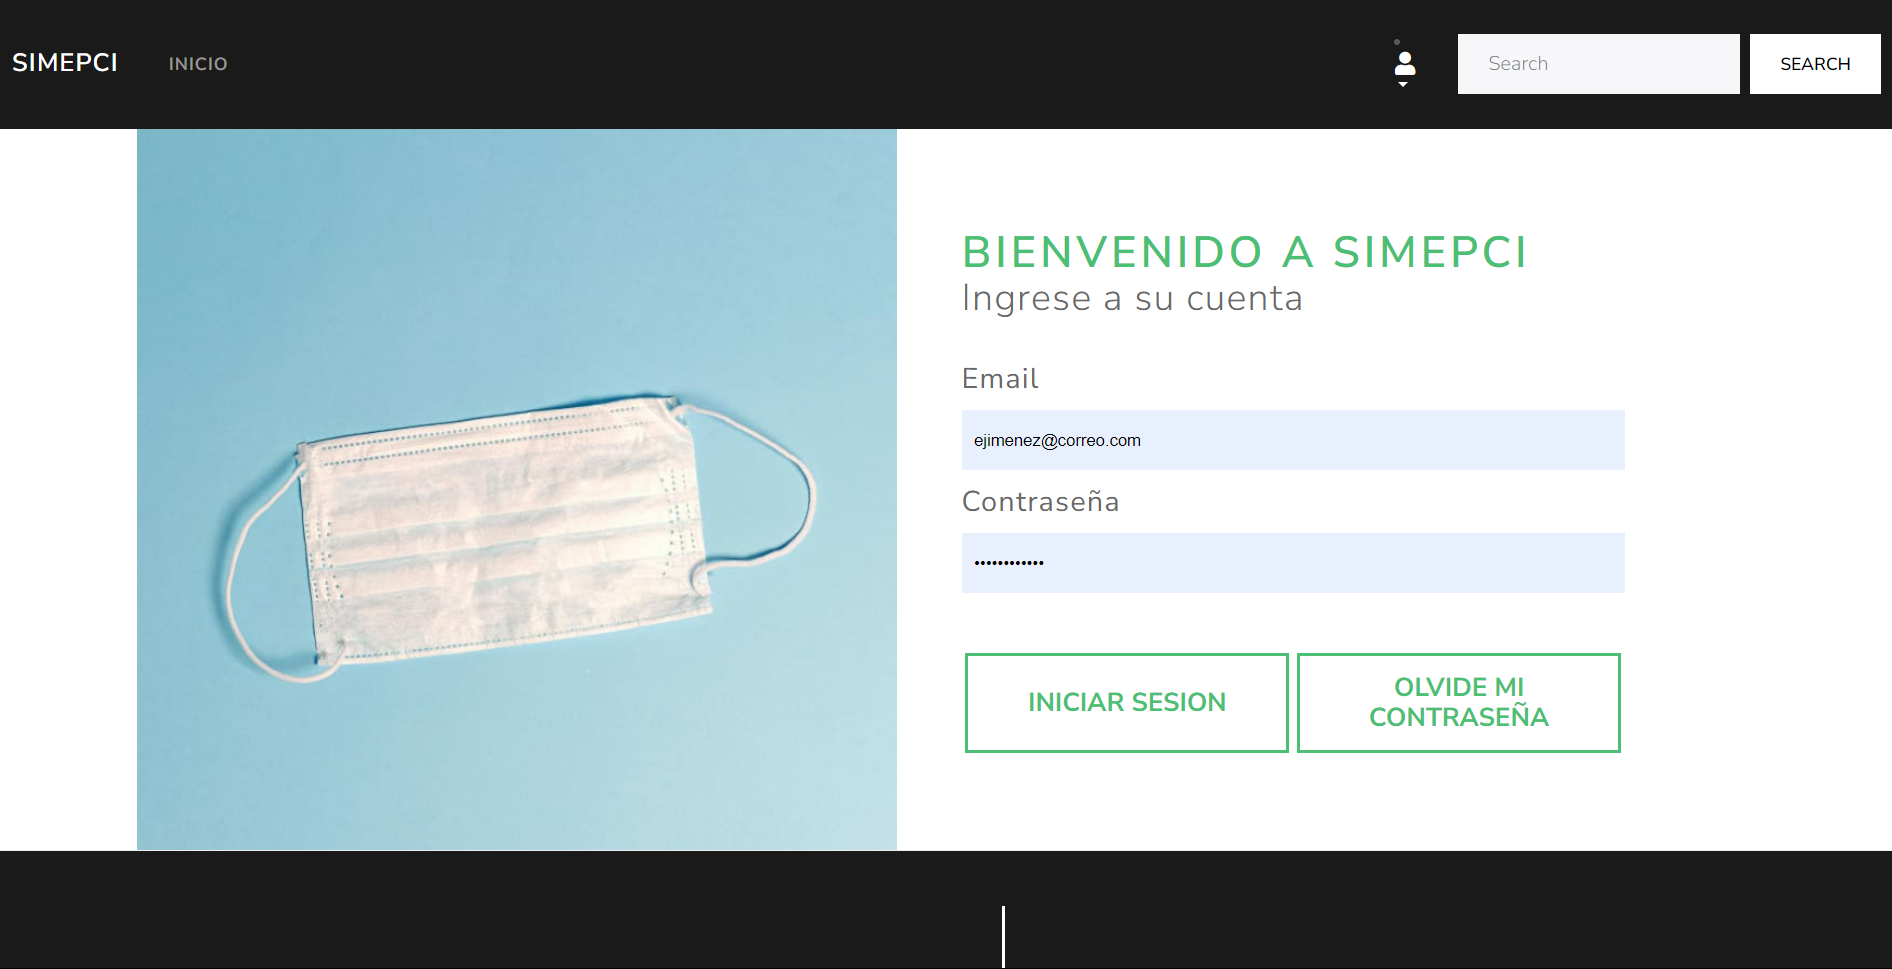 SIMEPCI
INICIO
Search
SEARCH
BIENVENIDO A SIMEPCI
Ingrese a su cuenta
Email
ejimenez@correo.com
Contraseña
••••••••••••
INICIAR SESION
OLVIDE MI
CONTRASEÑA